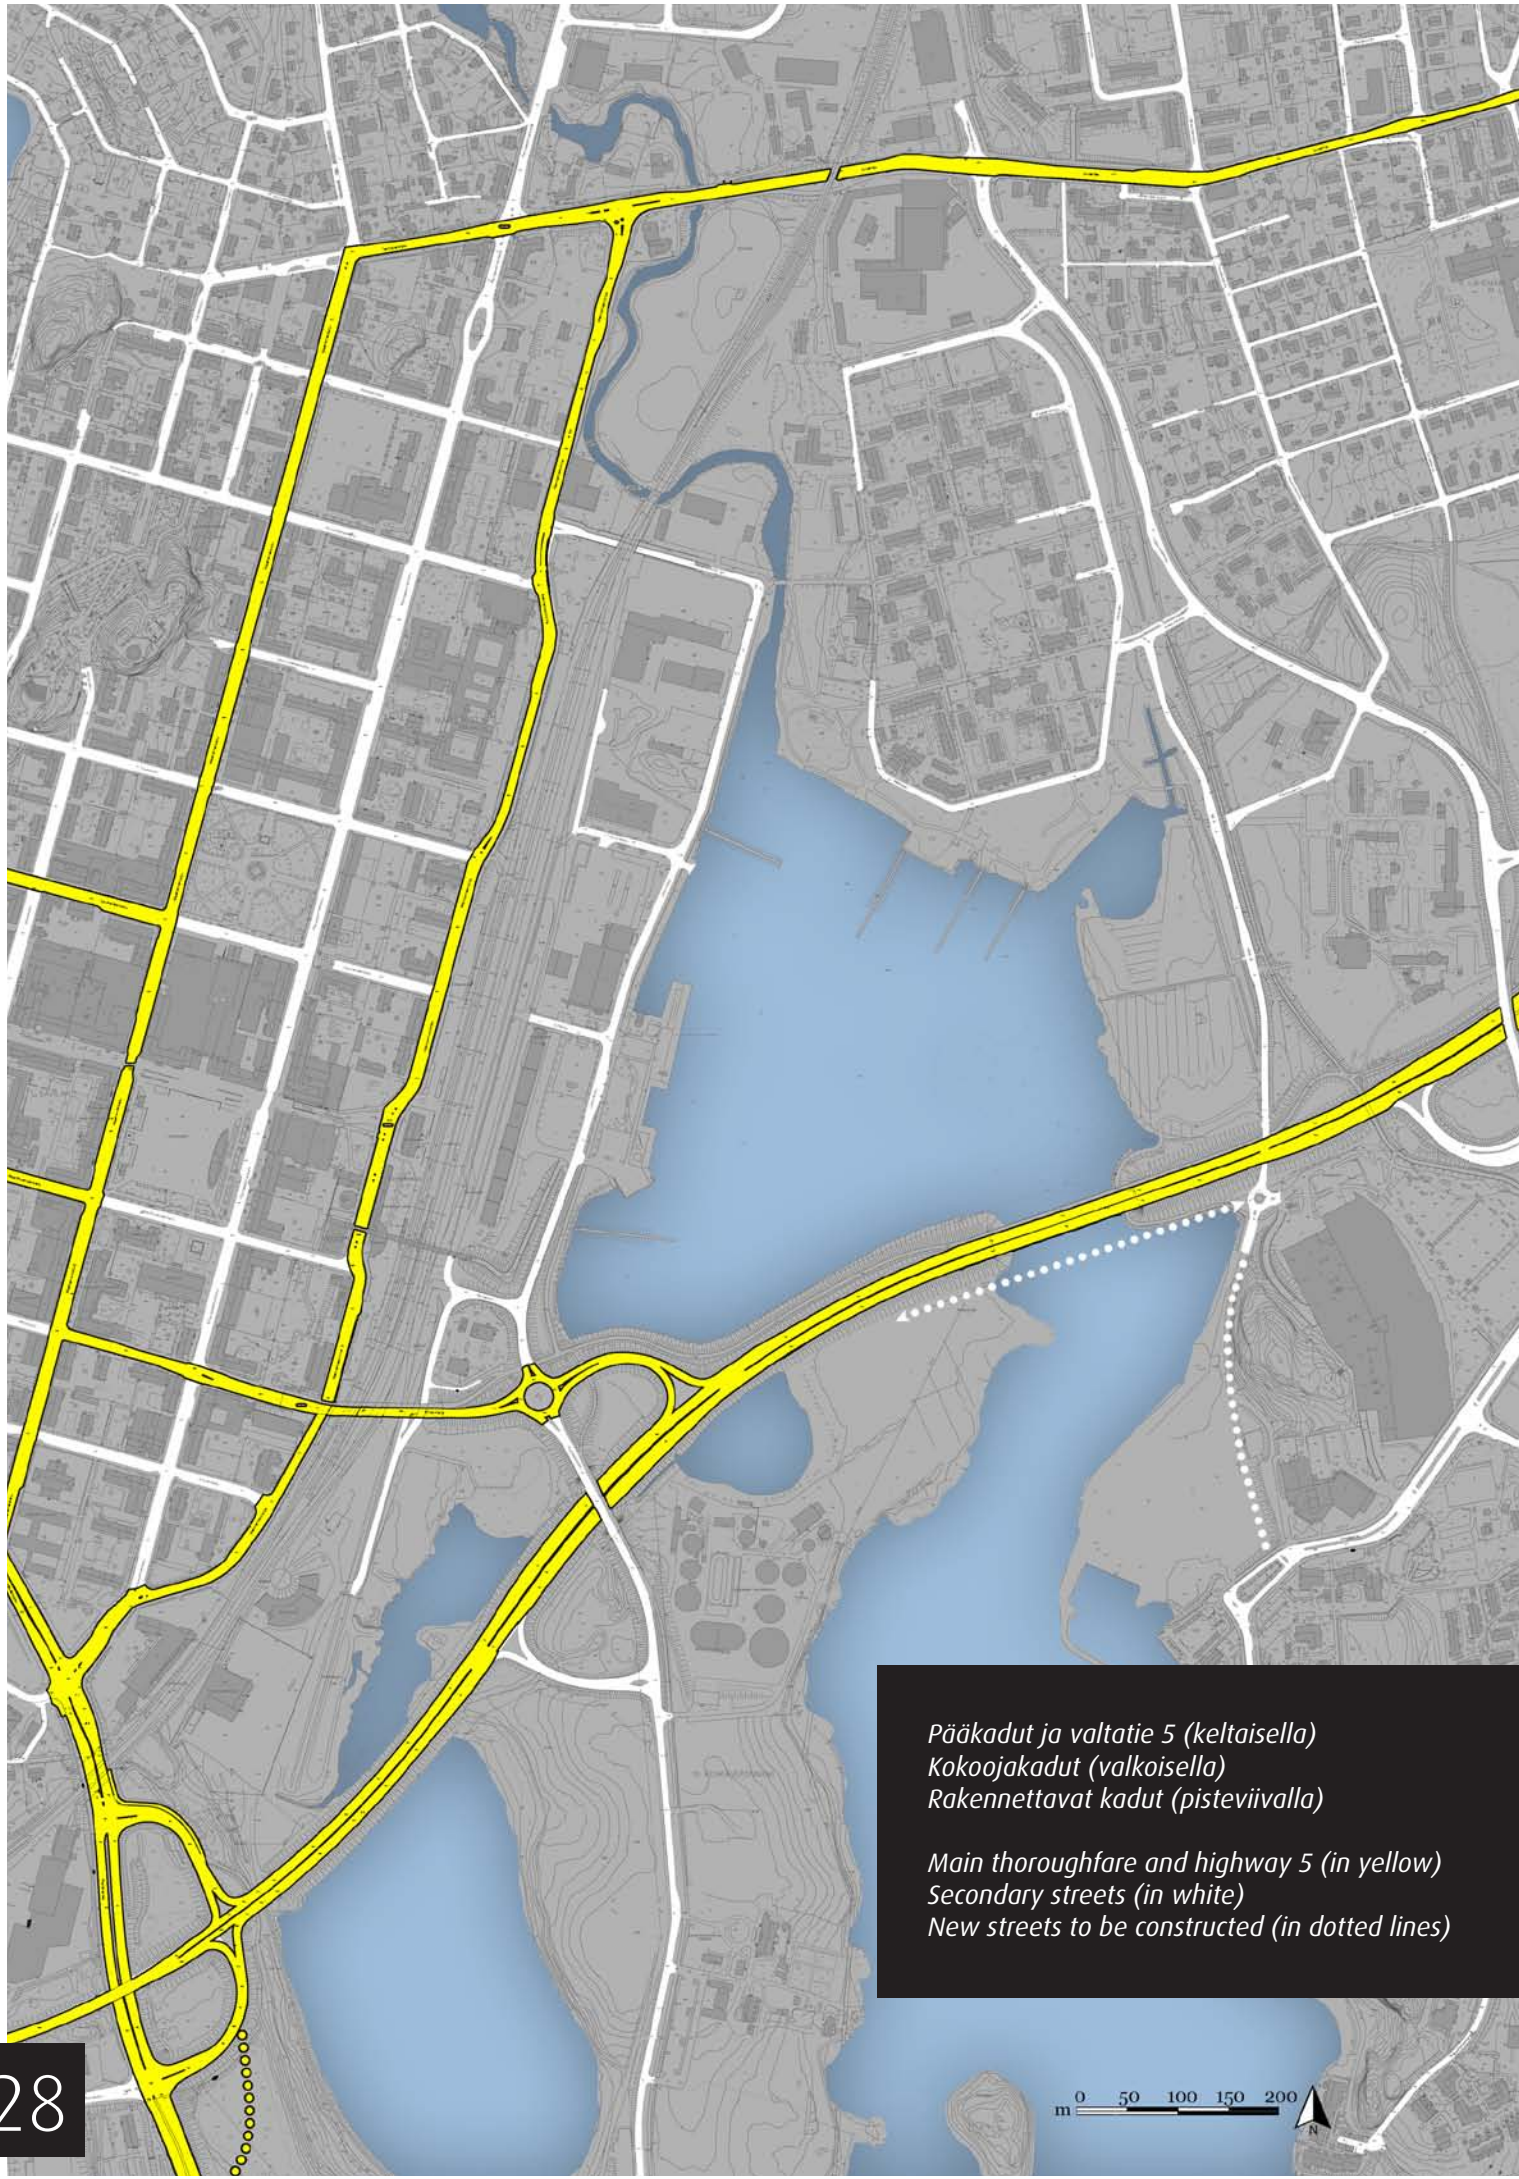 Pääkadut ja valtatie 5 (keltaisella)
Kokoojakadut (valkoisella)
Rakennettavat kadut (pisteviivalla)
Main thoroughfare and highway 5 (in yellow)
Secondary streets (in white)
New streets to be constructed (in dotted lines)
0 50 100 150 200
m
N
28